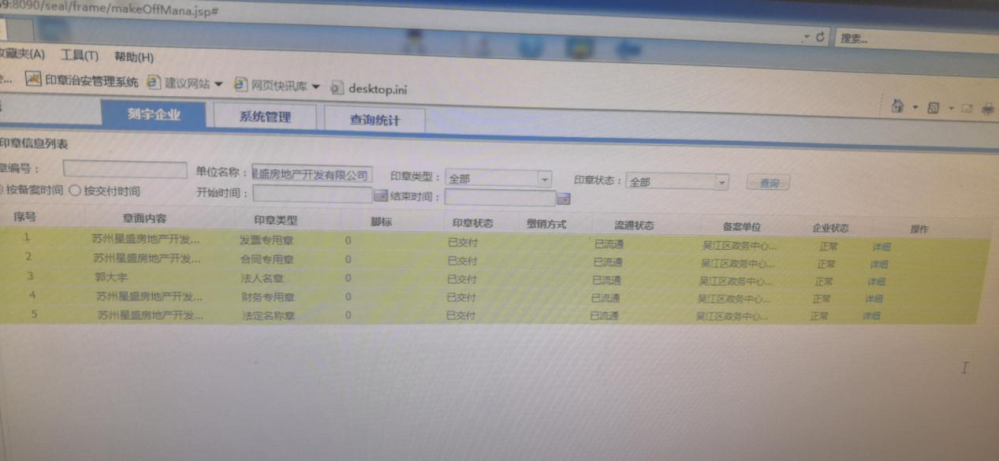 59:8090/seal/frame/makeOffMana.jsp#
搜索...
收藏夹(A) 工具(T) 帮助(H)
印章治安管理系统 建议网站 网页快讯库 desktop.ini
刻字企业 系统管理 查询统计
印章信息列表
章编号： 单位名称：星盛房地产开发有限公司 印章类型：全部 印章状态：全部 查询
按备案时间 按交付时间 开始时间： 结束时间：
序号 章面内容 印章类型 脚标 印章状态 缴销方式 流通状态 备案单位 企业状态 操作
1 苏州星盛房地产开发... 发票专用章 0 已交付 已流通 吴江区政务中心... 正常 详细
2 苏州星盛房地产开发... 合同专用章 0 已交付 已流通 吴江区政务中心... 正常 详细
3 郭大宇 法人名章 0 已交付 已流通 吴江区政务中心... 正常 详细
4 苏州星盛房地产开发... 财务专用章 0 已交付 已流通 吴江区政务中心... 正常 详细
5 苏州星盛房地产开发... 法定名称章 0 已交付 已流通 吴江区政务中心... 正常 详细